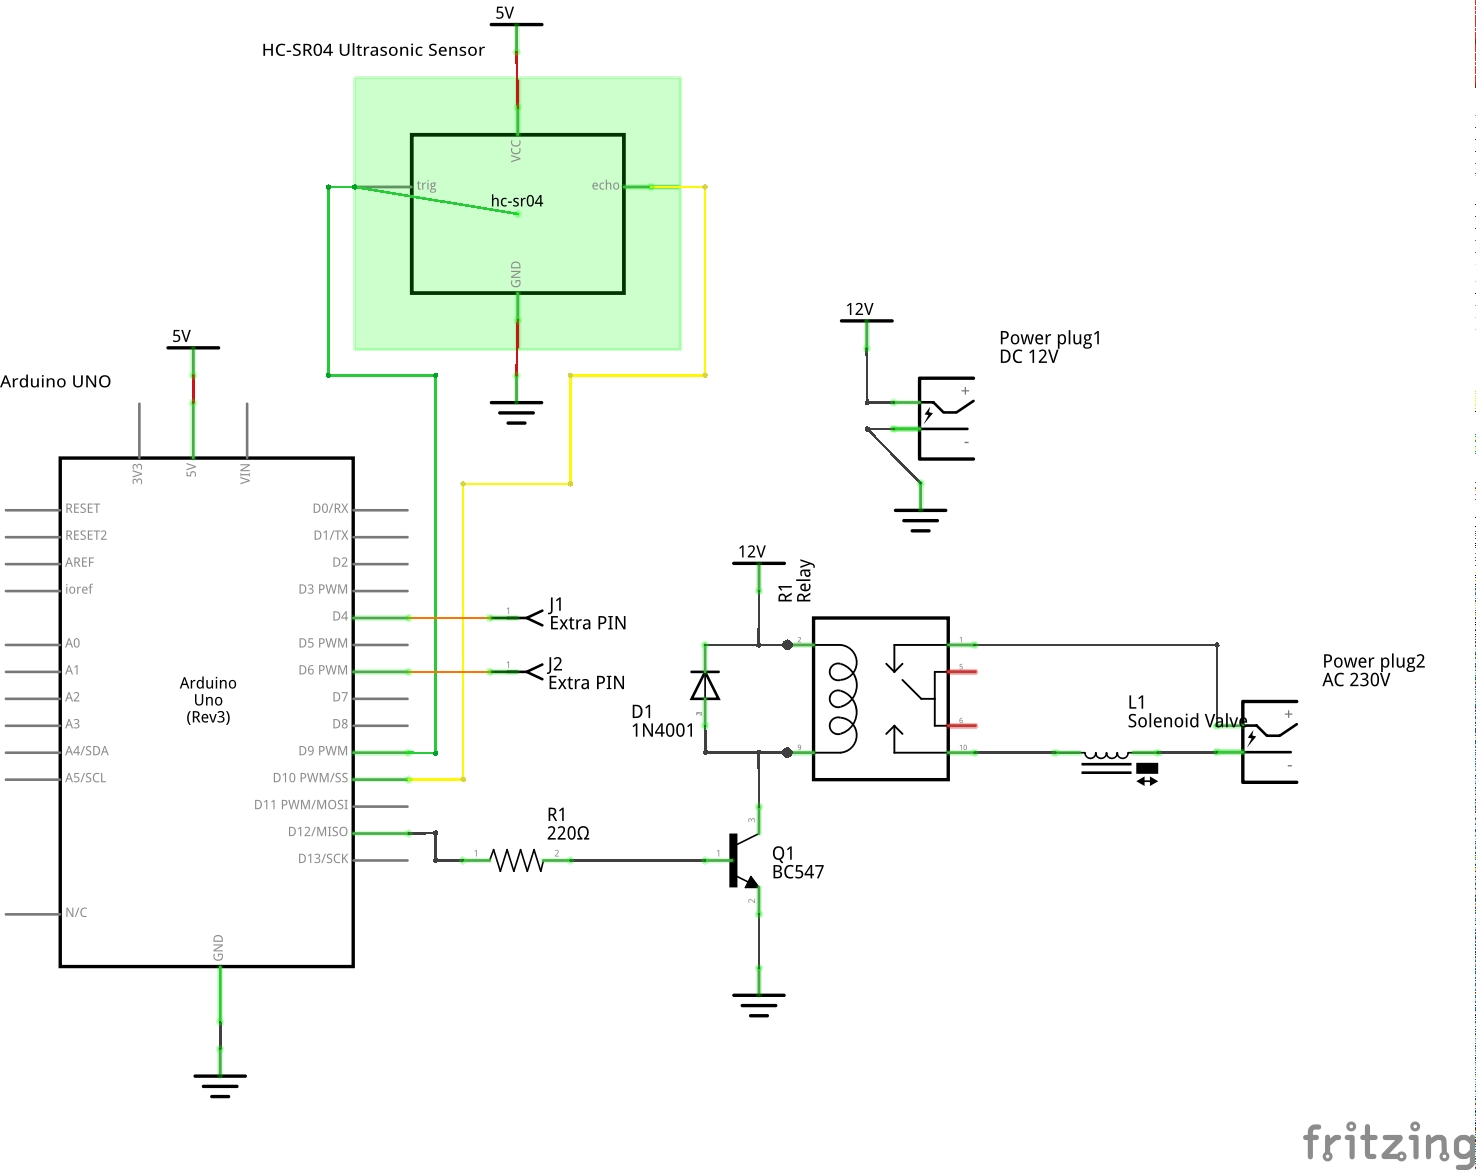 5V
HC-SR04 Ultrasonic Sensor
VCC
trig
echo
hc-sr04
GND
12V
Power plug1
DC 12V
+
-
5V
Arduino UNO
3V3
5V
VIN
RESET
RESET2
AREF
ioref
A0
A1
A2
A3
A4/SDA
A5/SCL
N/C
Arduino
Uno
(Rev3)
D0/RX
D1/TX
D2
D3 PWM
D4
D5 PWM
D6 PWM
D7
D8
D9 PWM
D10 PWM/SS
D11 PWM/MOSI
D12/MISO
D13/SCK
GND
1
J1
Extra PIN
1
J2
Extra PIN
12V
R1
Relay
2
9
1
5
6
10
D1
1N4001
L1
Solenoid Valve
Power plug2
AC 230V
+
-
R1
220Ω
1
2
1
3
2
Q1
BC547
fritzing